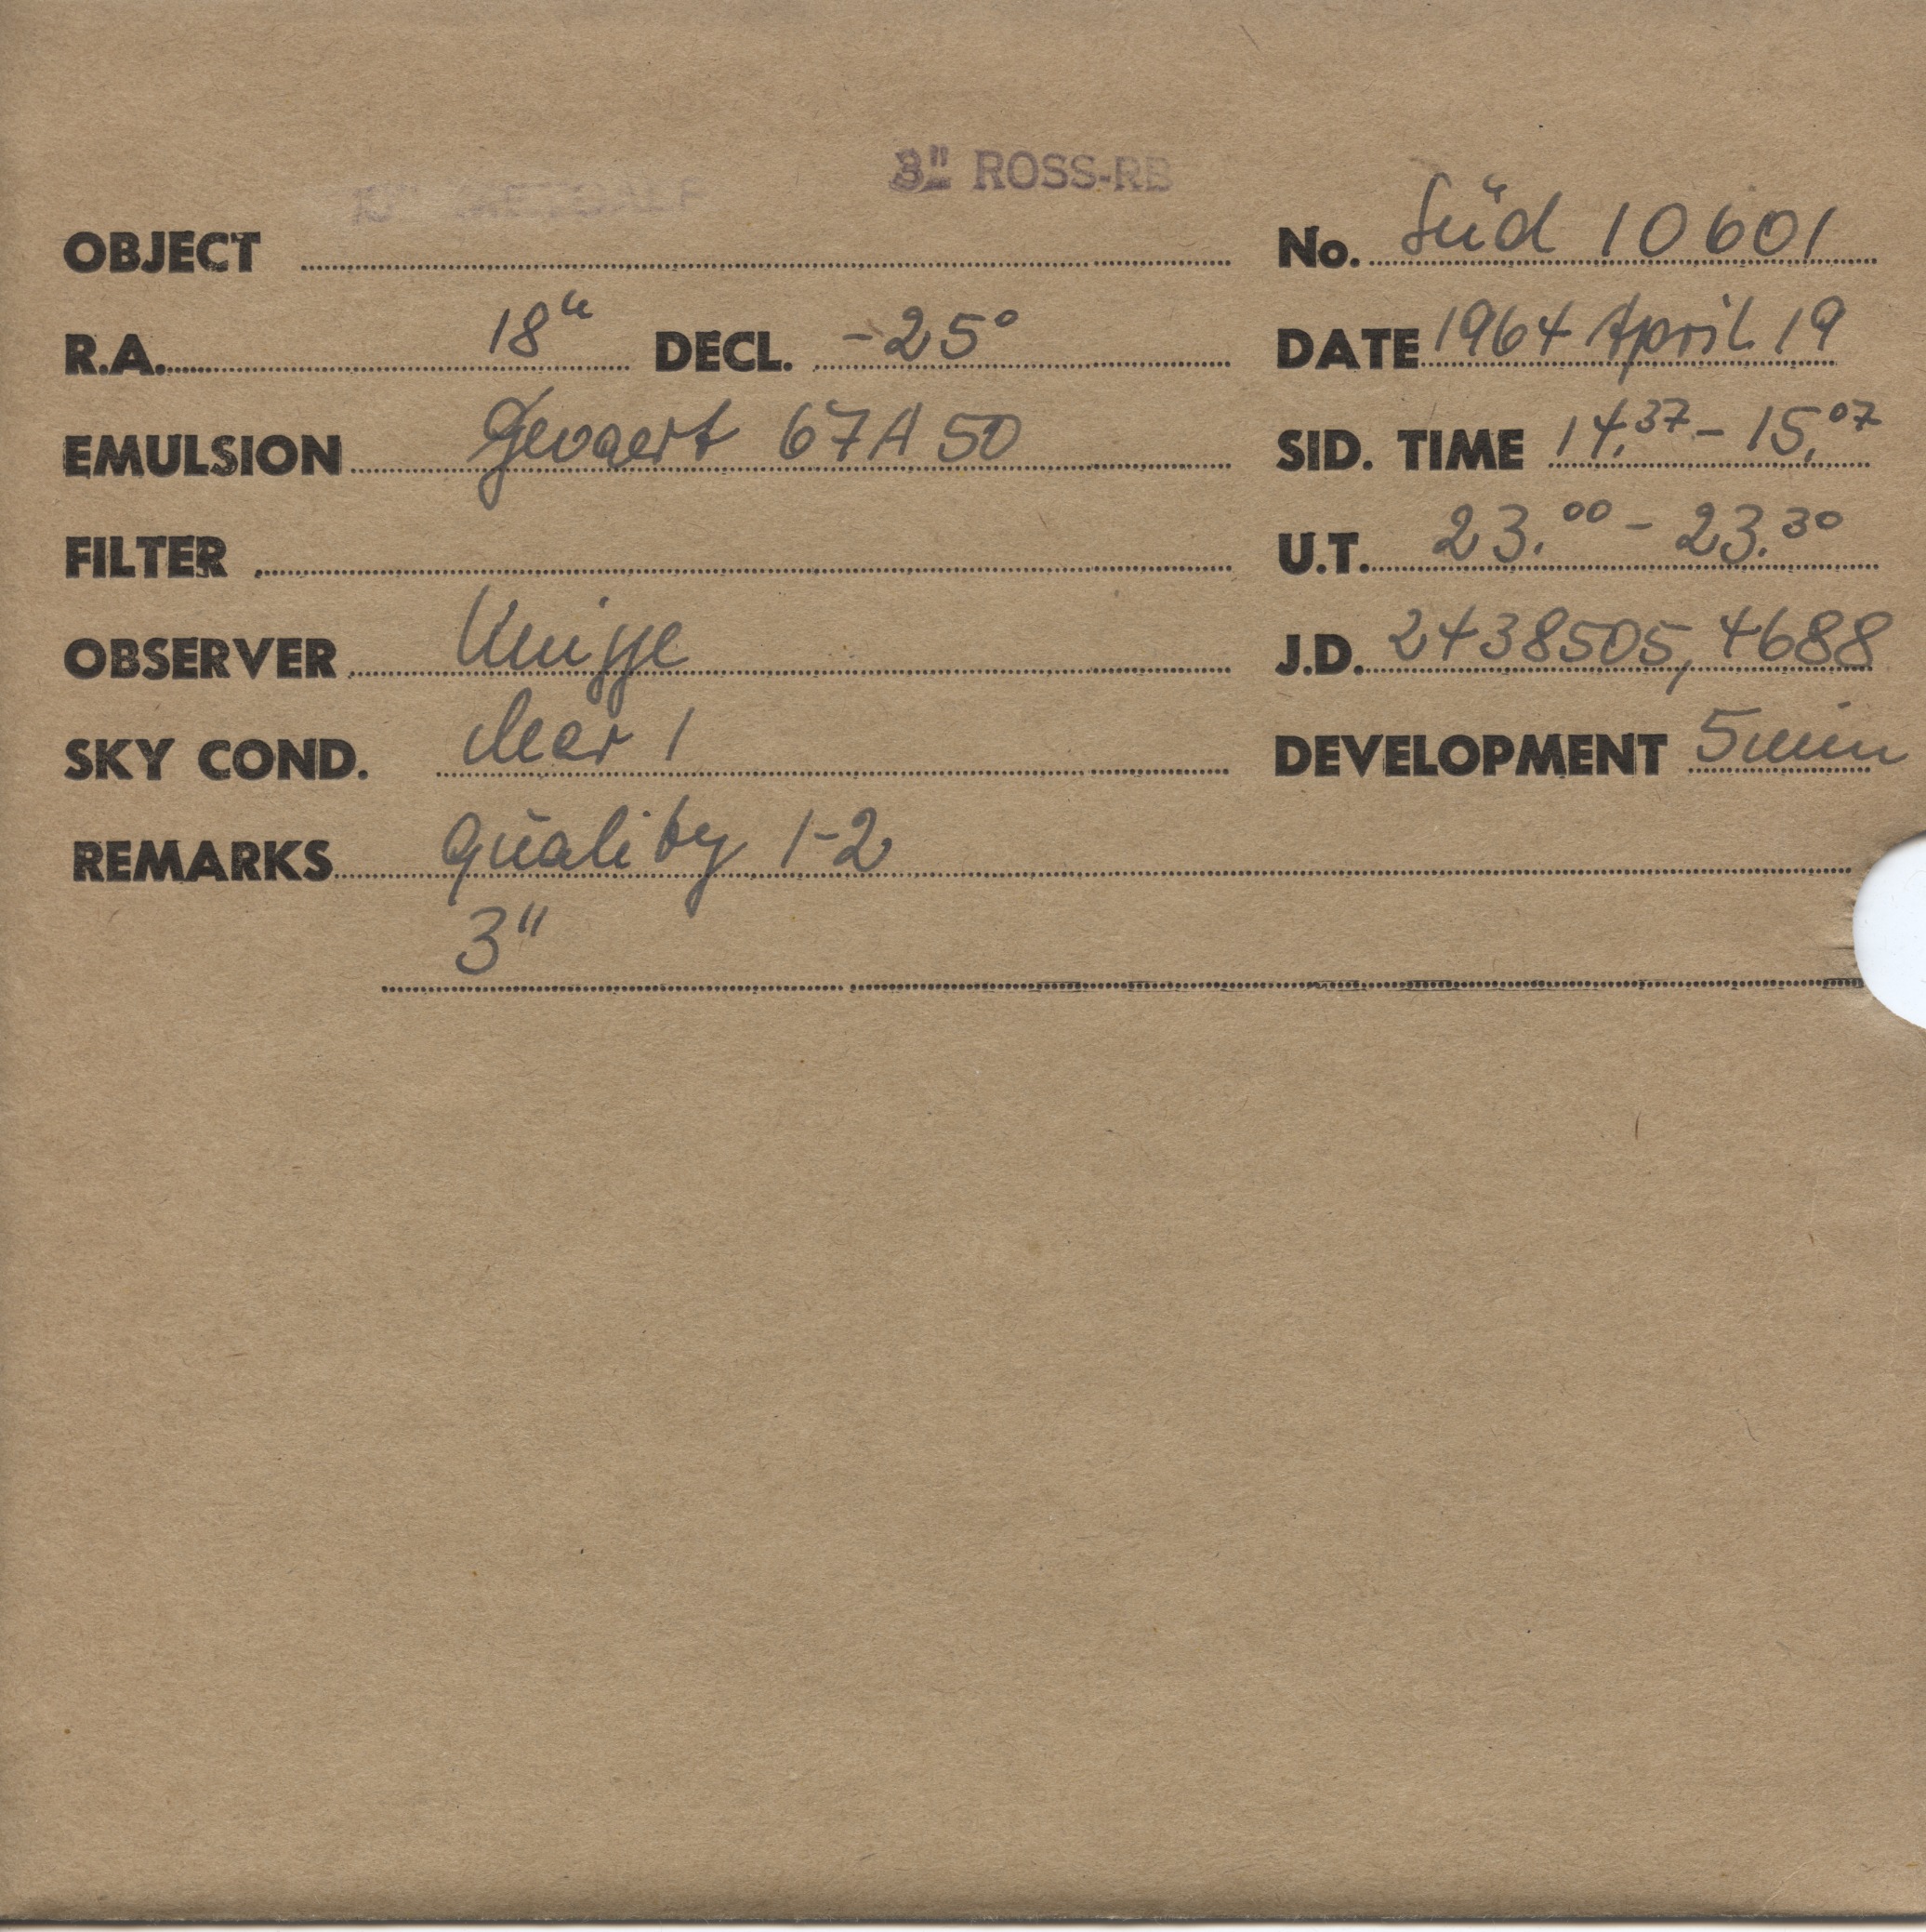 3" ROSS-RB
OBJECT No. Süd 10601
R.A. 18h DECL. -25° DATE 1964 April 19
EMULSION Gevaert 67A50 SID. TIME 14.37 - 15.07
FILTER U.T. 23.00 - 23.30
OBSERVER Knigge J.D. 2438505,4688
SKY COND. clear 1 DEVELOPMENT 5min
REMARKS quality 1-2
3"